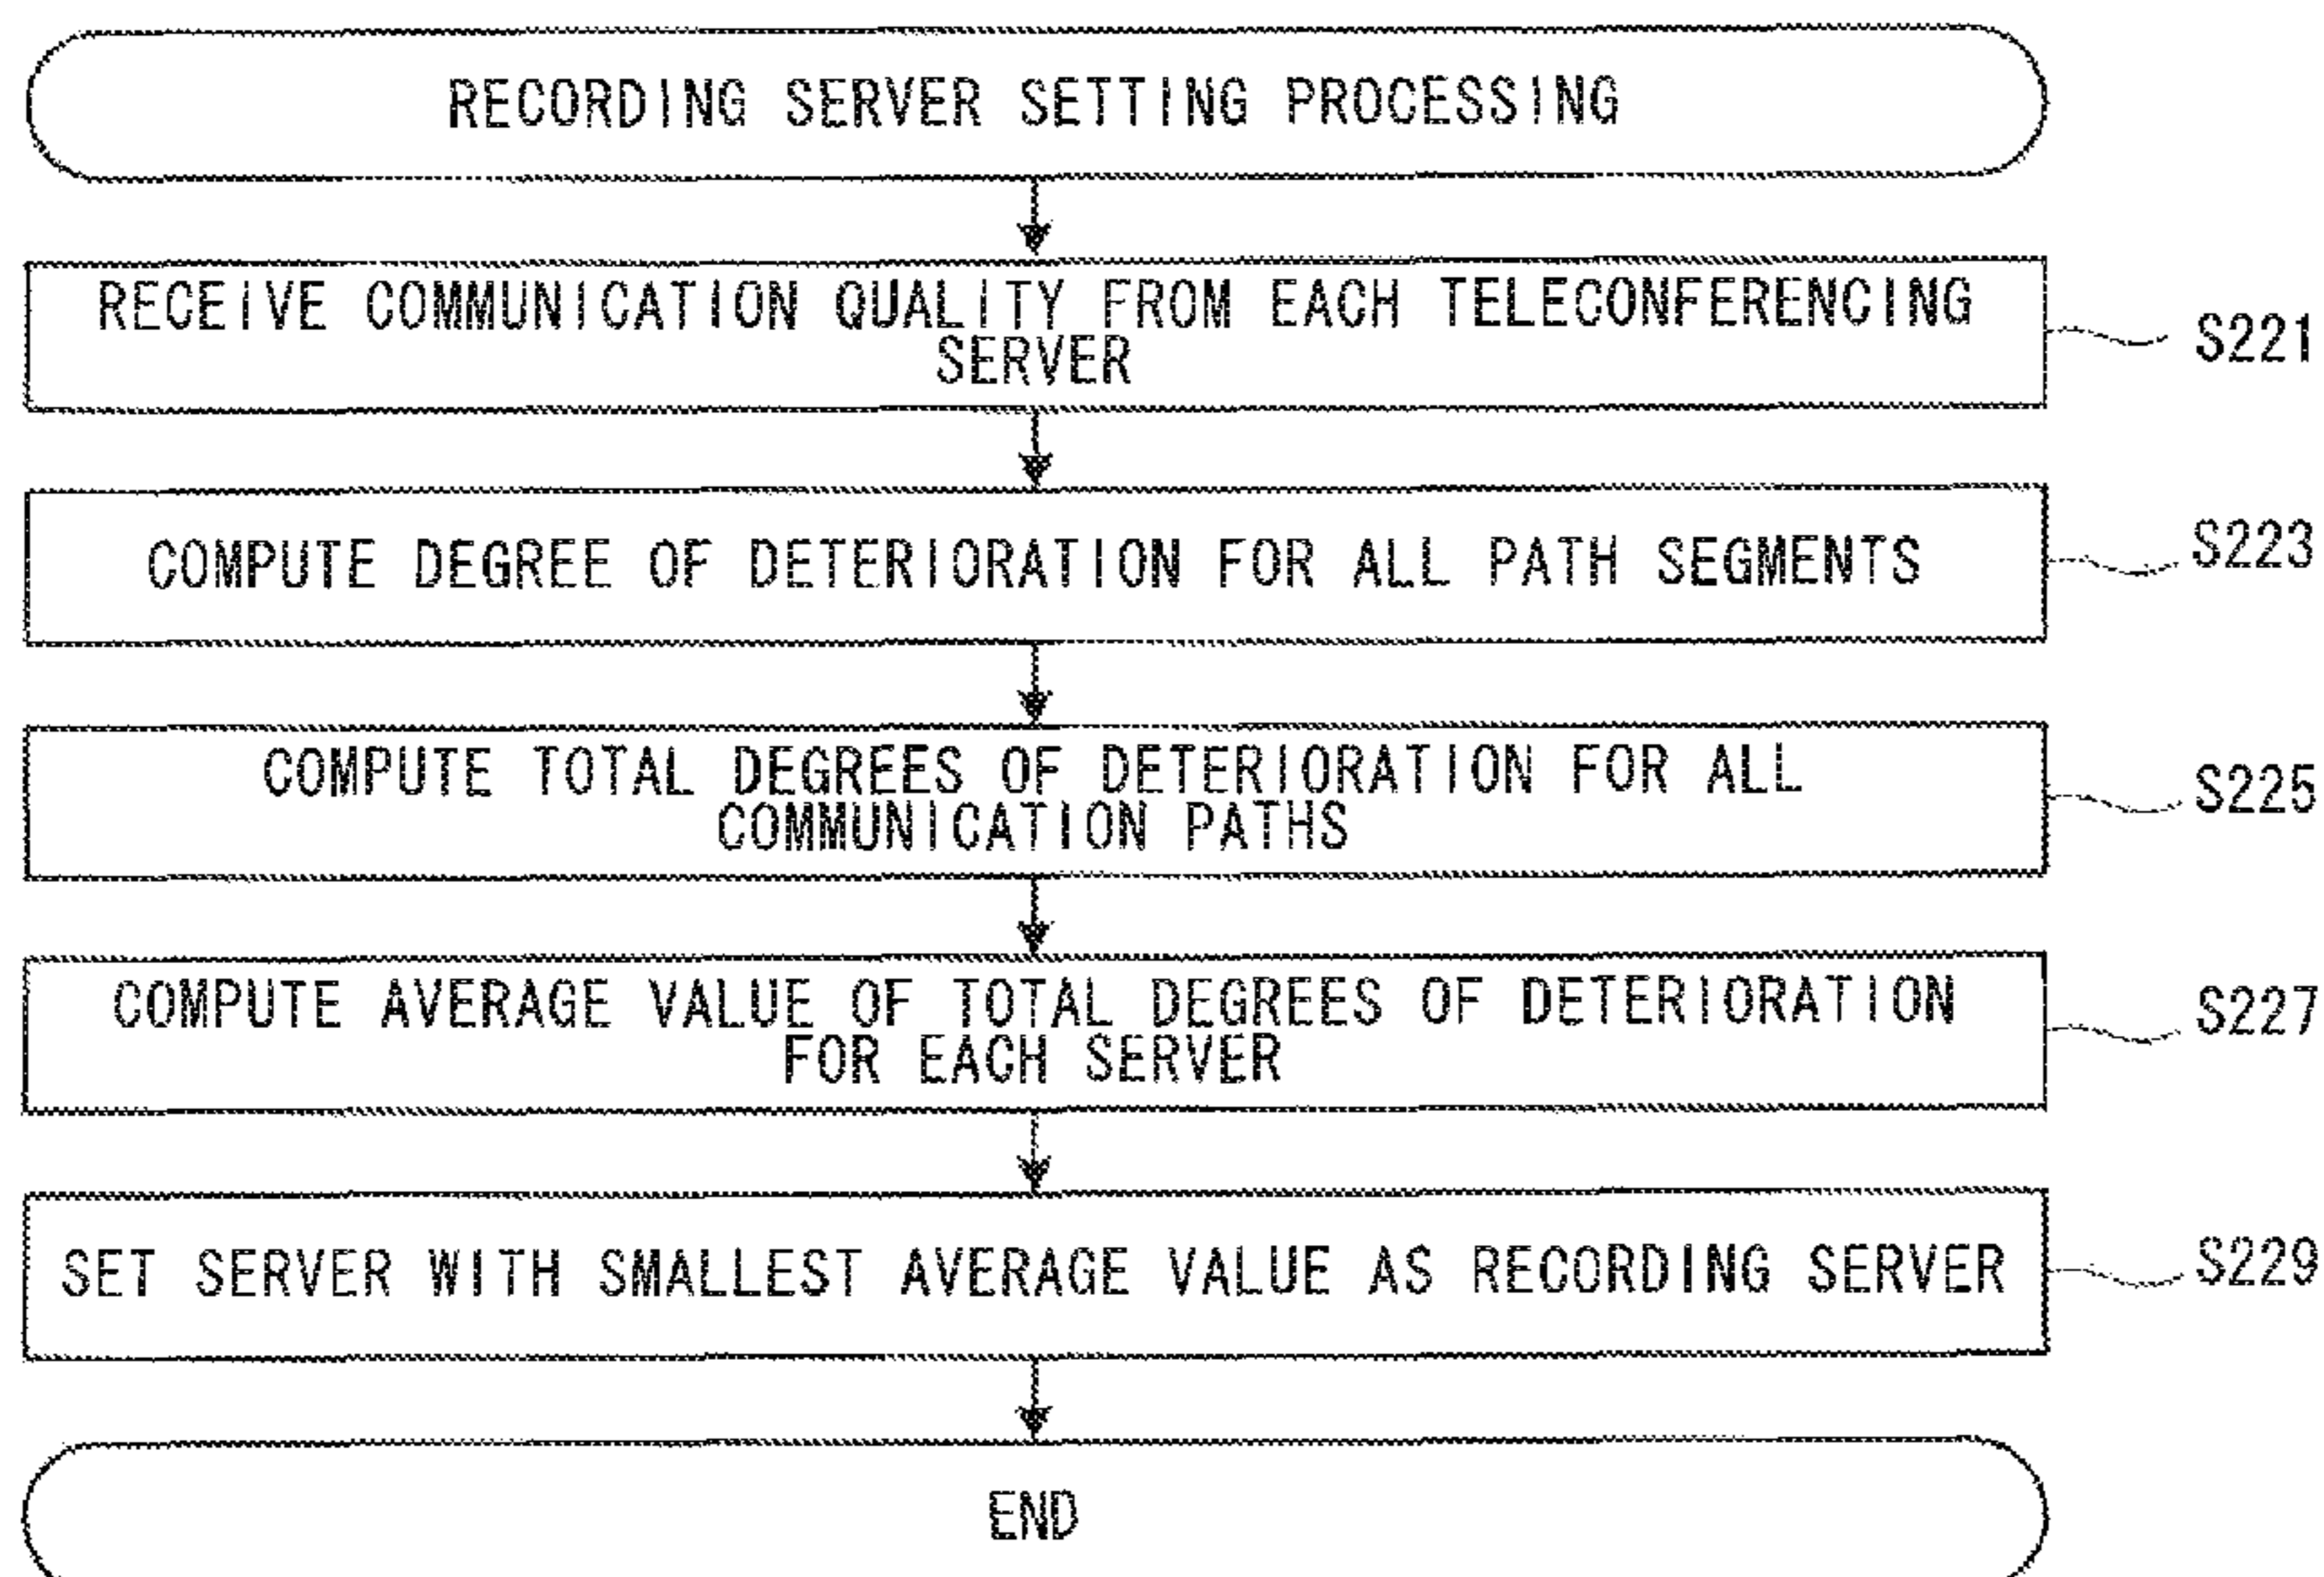 RECORDING SERVER SETTING PROCESSING
RECEIVE COMMUNICATION QUALITY FROM EACH TELECONFERENCING
SERVER
S221
COMPUTE DEGREE OF DETERIORATION FOR ALL PATH SEGMENTS
S223
COMPUTE TOTAL DEGREES OF DETERIORATION FOR ALL
COMMUNICATION PATHS
S225
COMPUTE AVERAGE VALUE OF TOTAL DEGREES OF DETERIORATION
FOR EACH SERVER
S227
SET SERVER WITH SMALLEST AVERAGE VALUE AS RECORDING SERVER
S229
END